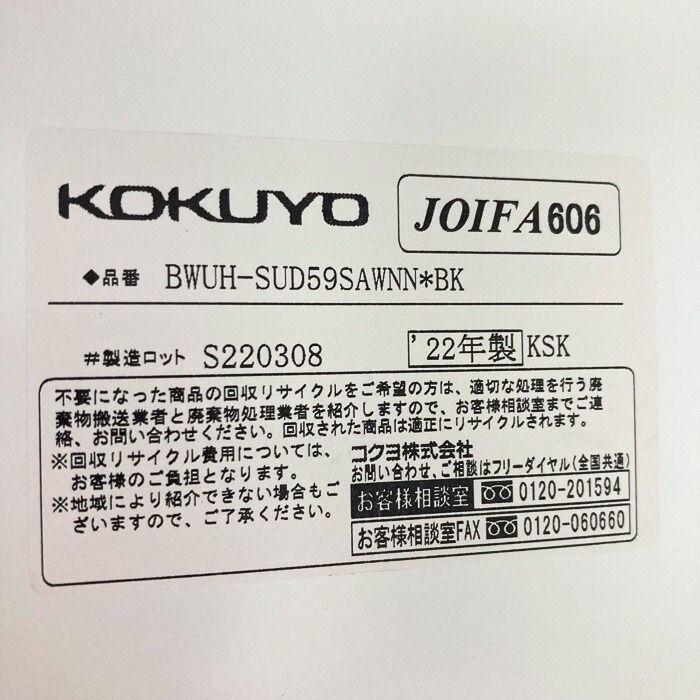 KOKUYO JOIFA606
◆品番 BWUH-SUD59SAWNN*BK
#製造ロット S220308 '22年製 KSK
不要になった商品の回収リサイクルをご希望の方は、適切な処理を行う廃
棄物搬送業者と廃棄物処理業者を紹介しますので、お客様相談室までご連
絡、お問い合わせください。回収された商品は適正にリサイクルされます。
※回収リサイクル費用については、
お客様のご負担となります。
※地域により紹介できない場合もご
ざいますので、ご了承ください。
コクヨ株式会社
お問い合わせ、ご相談はフリーダイヤル(全国共通)
お客様相談室 0120-201594
お客様相談室FAX 0120-060660